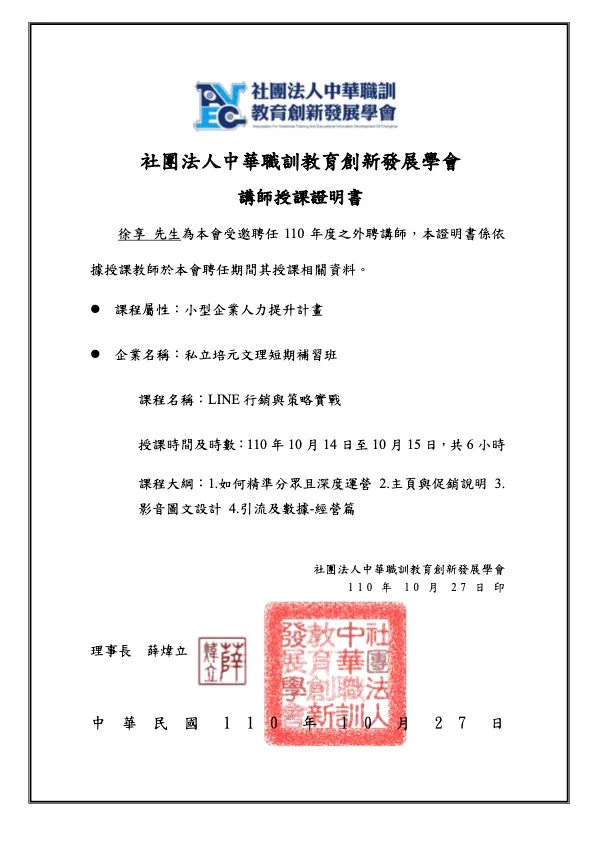 AVEC
社團法人中華職訓
教育創新發展學會
Association For Vocational Training And Educational Innovation Development Of Chunghua
社團法人中華職訓教育創新發展學會
講師授課證明書
徐享 先生為本會受邀聘任 110 年度之外聘講師，本證明書係依
據授課教師於本會聘任期間其授課相關資料。
● 課程屬性：小型企業人力提升計畫
● 企業名稱：私立培元文理短期補習班
課程名稱：LINE 行銷與策略實戰
授課時間及時數：110 年 10 月 14 日至 10 月 15 日，共 6 小時
課程大綱：1.如何精準分眾且深度運營 2.主頁與促銷說明 3.
影音圖文設計 4.引流及數據-經營篇
社團法人中華職訓教育創新發展學會
110 年 10 月 27 日 印
理事長 薛煒立
薛煒立
社團法人中華職訓教育創新發展學會
中華民國 110 年 10 月 27 日